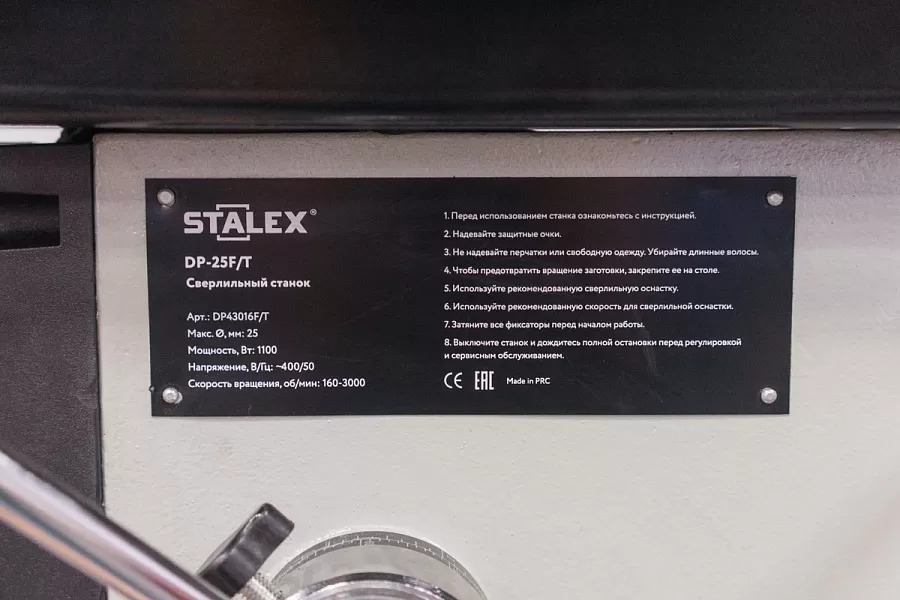 STALEX®
DP-25F/T
Сверлильный станок
Арт.: DP43016F/T
Макс. Ø, мм: 25
Мощность, Вт: 1100
Напряжение, В/Гц: ~400/50
Скорость вращения, об/мин: 160-3000
1. Перед использованием станка ознакомьтесь с инструкцией.
2. Надевайте защитные очки.
3. Не надевайте перчатки или свободную одежду. Убирайте длинные волосы.
4. Чтобы предотвратить вращение заготовки, закрепите ее на столе.
5. Используйте рекомендованную сверлильную оснастку.
6. Используйте рекомендованную скорость для сверлильной оснастки.
7. Затяните все фиксаторы перед началом работы.
8. Выключите станок и дождитесь полной остановки перед регулировкой
и сервисным обслуживанием.
CE EAC Made in PRC